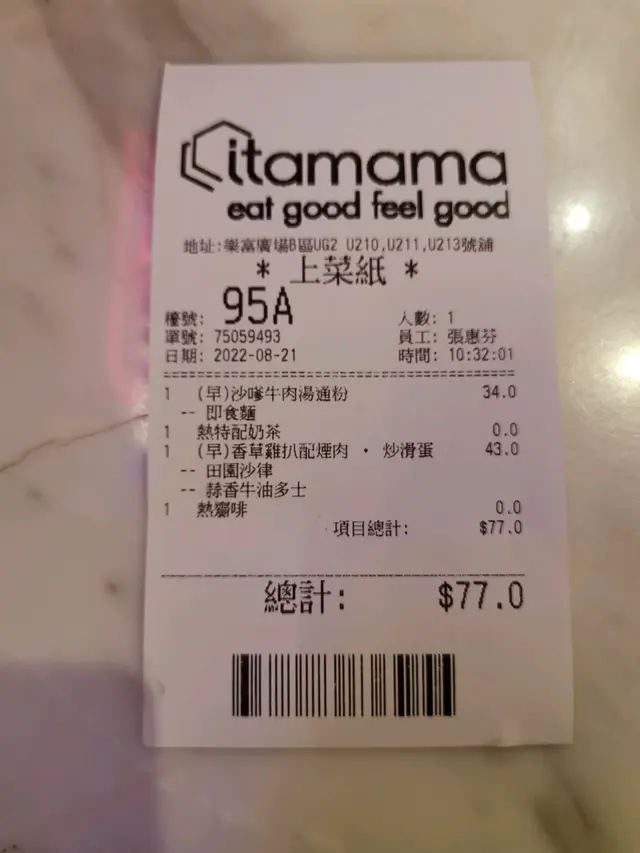 itamama
eat good feel good
地址:樂富廣場B區UG2 U210,U211,U213號舖
* 上菜紙 *
檯號: 95A 人數: 1
單號: 75059493 員工: 張惠芬
日期: 2022-08-21 時間: 10:32:01
1 (早)沙嗲牛肉湯通粉 34.0
-- 即食麵
1 熱特配奶茶 0.0
1 (早)香草雞扒配煙肉 · 炒滑蛋 43.0
-- 田園沙律
-- 蒜香牛油多士
1 熱齋啡 0.0
項目總計: $77.0
總計: $77.0